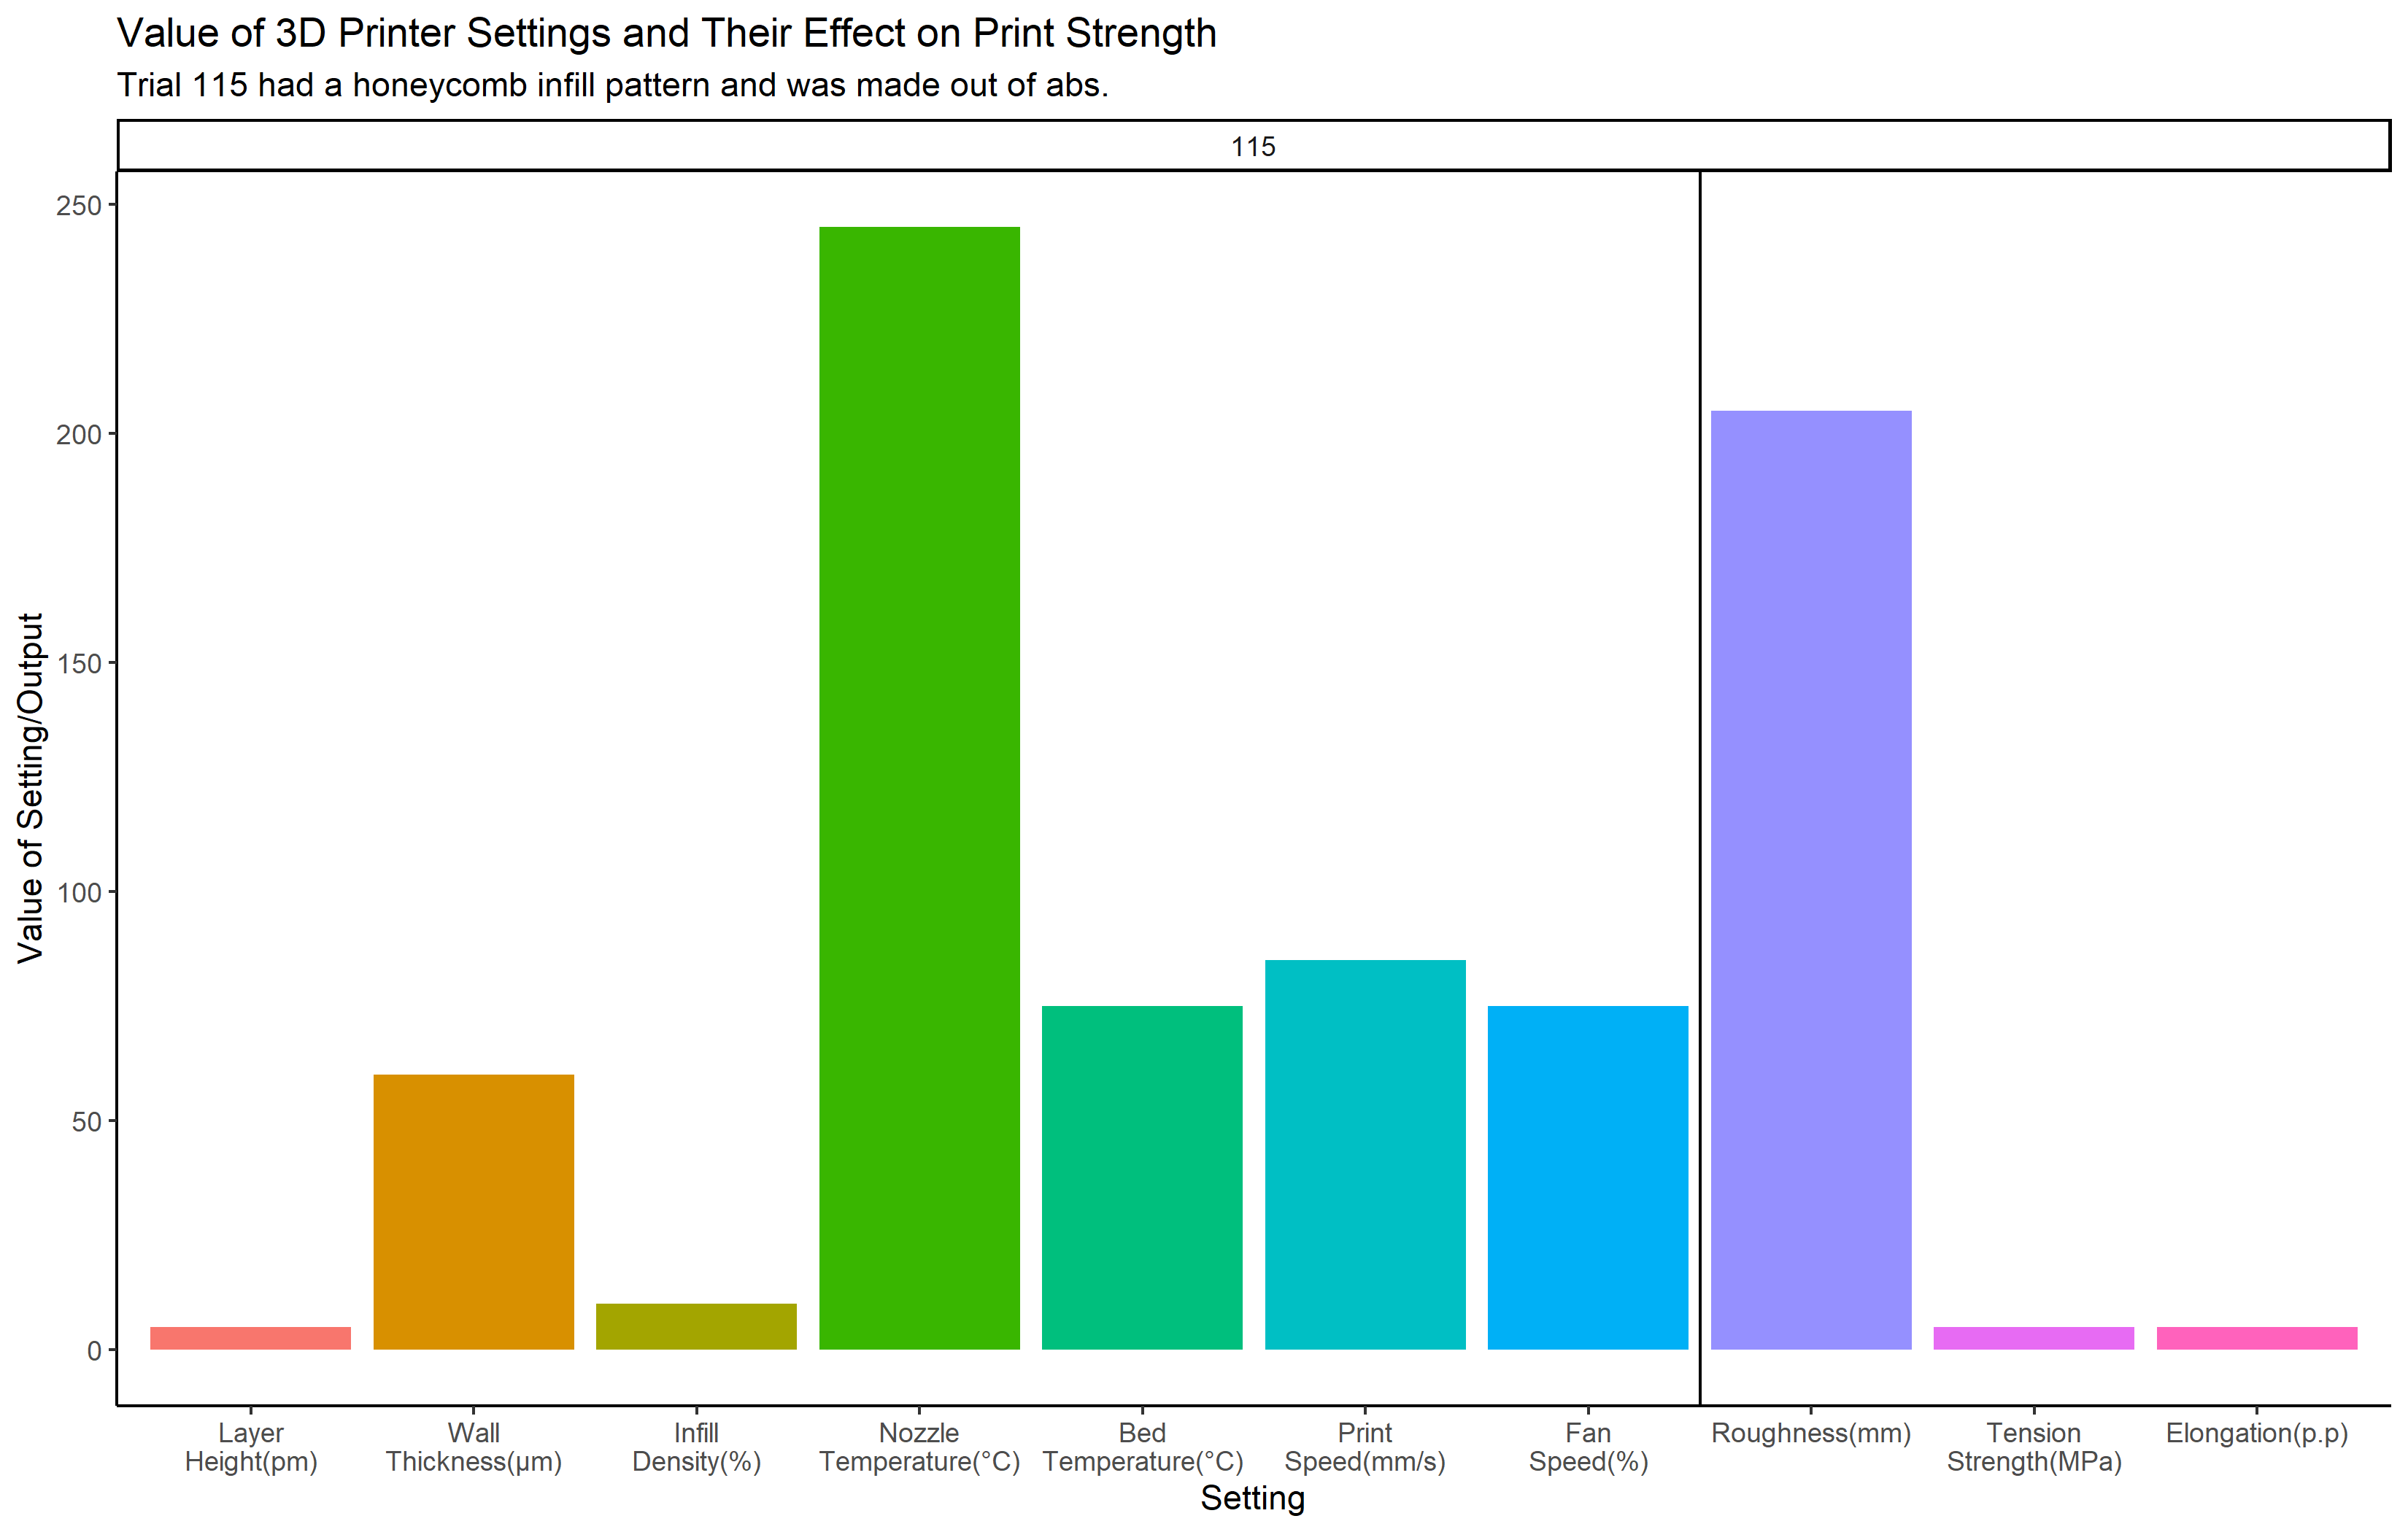 Value of 3D Printer Settings and Their Effect on Print Strength
Trial 115 had a honeycomb infill pattern and was made out of abs.
115
250
200
150
100
50
0
Value of Setting/Output
Layer
Height(pm)
Wall
Thickness(µm)
Infill
Density(%)
Nozzle
Temperature(°C)
Bed
Temperature(°C)
Print
Speed(mm/s)
Fan
Speed(%)
Roughness(mm)
Tension
Strength(MPa)
Elongation(p.p)
Setting